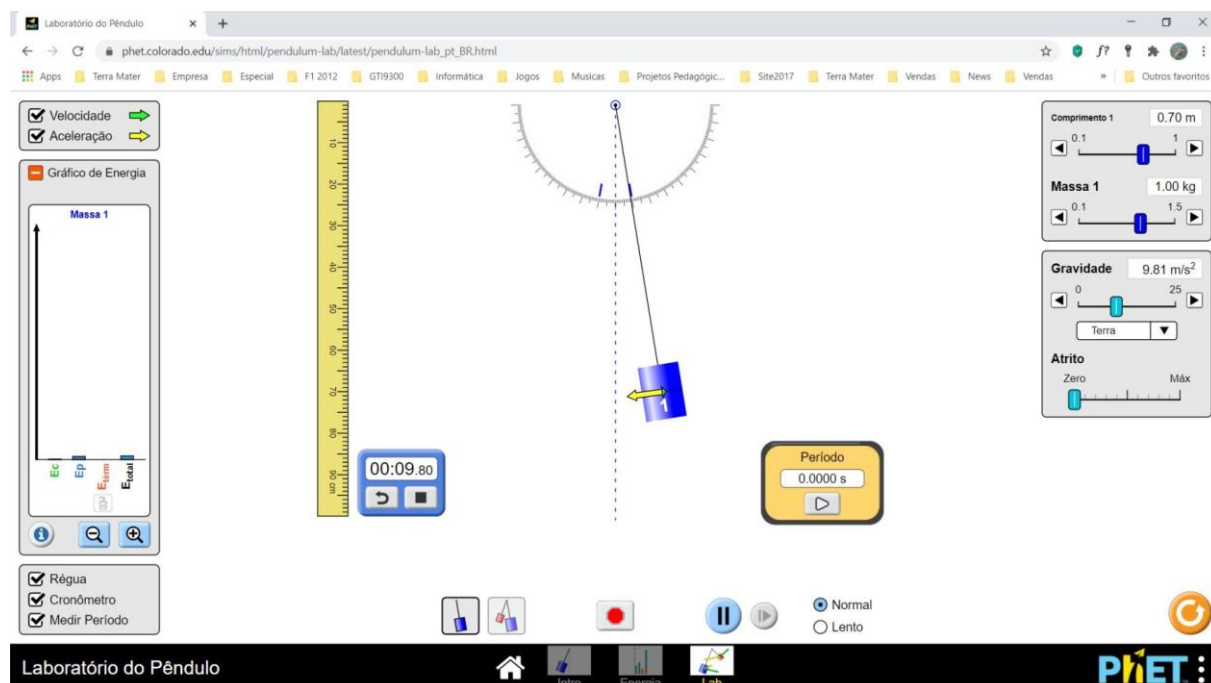 Laboratório do Pêndulo
phet.colorado.edu/sims/html/pendulum-lab/latest/pendulum-lab_pt_BR.html
Apps Terra Mater Empresa Especial F1 2012 GTI9300 Informática Jogos Musicas Projetos Pedagógic... Site2017 Terra Mater Vendas News Vendas » Outros favoritos
Velocidade
Aceleração
Gráfico de Energia
Massa 1
Ec
Ep
Etérm
Etotal
Régua
Cronômetro
Medir Período
10
20
30
40
50
60
70
80
90 cm
00:09.80
1
Período
0.0000 s
Normal
Lento
Comprimento 1 0.70 m
0.1 1
Massa 1 1.00 kg
0.1 1.5
Gravidade 9.81 m/s²
0 25
Terra
Atrito
Zero Máx
Laboratório do Pêndulo
Intro
Energia
Lab
PhET